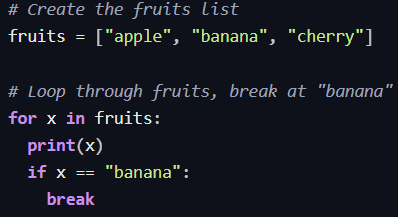 # Create the fruits list
fruits = ["apple", "banana", "cherry"]

# Loop through fruits, break at "banana"
for x in fruits:
  print(x)
  if x == "banana":
    break